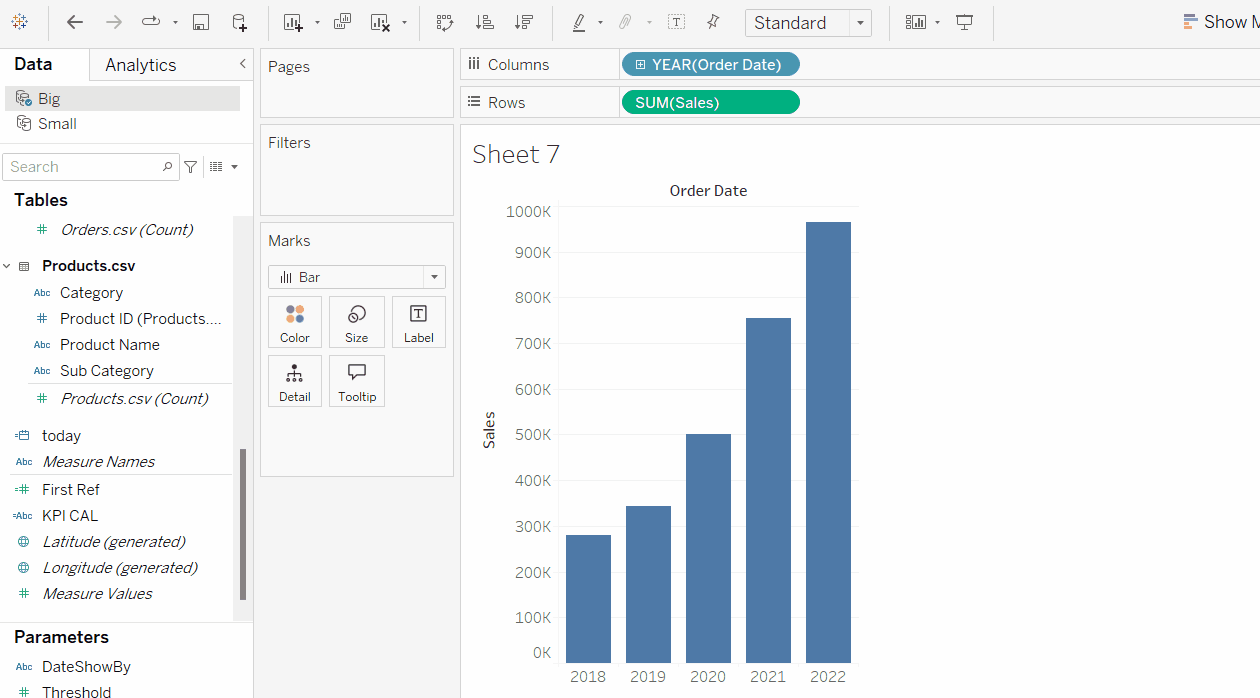 Standard
Show M
Data
Analytics
Big
Small
Search
Tables
Orders.csv (Count)
Products.csv
Abc Category
Product ID (Products....
Abc Product Name
Abc Sub Category
Products.csv (Count)
today
Abc Measure Names
First Ref
=Abc KPI CAL
Latitude (generated)
Longitude (generated)
Measure Values
Parameters
Abc DateShowBy
Threshold
Pages
Filters
Marks
Bar
Color
Size
Label
Detail
Tooltip
Columns
YEAR(Order Date)
Rows
SUM(Sales)
Sheet 7
Order Date
1000K
900K
800K
700K
600K
500K
400K
300K
200K
100K
0K
Sales
2018 2019 2020 2021 2022